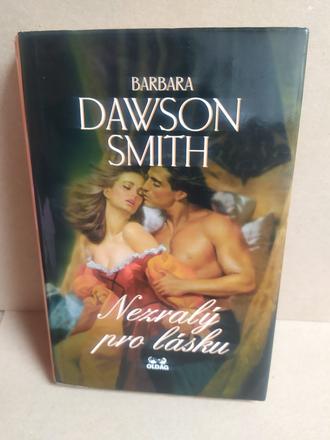 BARBARA
DAWSON
SMITH
Nezralý
pro lásku
OLDAG